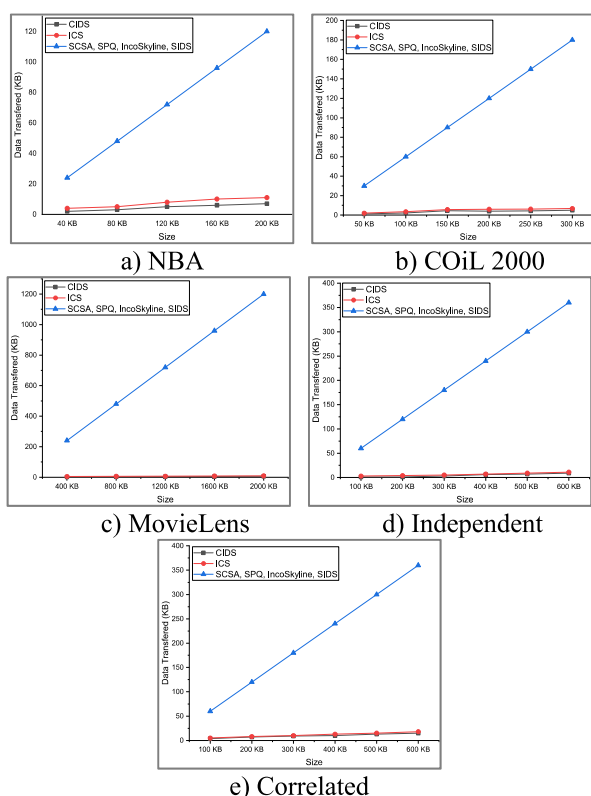 CIDS
ICS
SCSA, SPQ, IncoSkyline, SIDS
Data Transfered (KB)
120
100
80
60
40
20
0
40 KB 80 KB 120 KB 160 KB 200 KB
Size
a) NBA
CIDS
ICS
SCSA, SPQ, IncoSkyline, SIDS
Data Transfered (KB)
200
180
160
140
120
100
80
60
40
20
0
50 KB 100 KB 150 KB 200 KB 250 KB 300 KB
Size
b) COiL 2000
CIDS
ICS
SCSA, SPQ, IncoSkyline, SIDS
Data Transfered (KB)
1200
1000
800
600
400
200
0
400 KB 800 KB 1200 KB 1600 KB 2000 KB
Size
c) MovieLens
CIDS
ICS
SCSA, SPQ, IncoSkyline, SIDS
Data Transfered (KB)
400
350
300
250
200
150
100
50
0
100 KB 200 KB 300 KB 400 KB 500 KB 600 KB
Size
d) Independent
CIDS
ICS
SCSA, SPQ, IncoSkyline, SIDS
Data Transfered (KB)
400
350
300
250
200
150
100
50
0
100 KB 200 KB 300 KB 400 KB 500 KB 600 KB
Size
e) Correlated